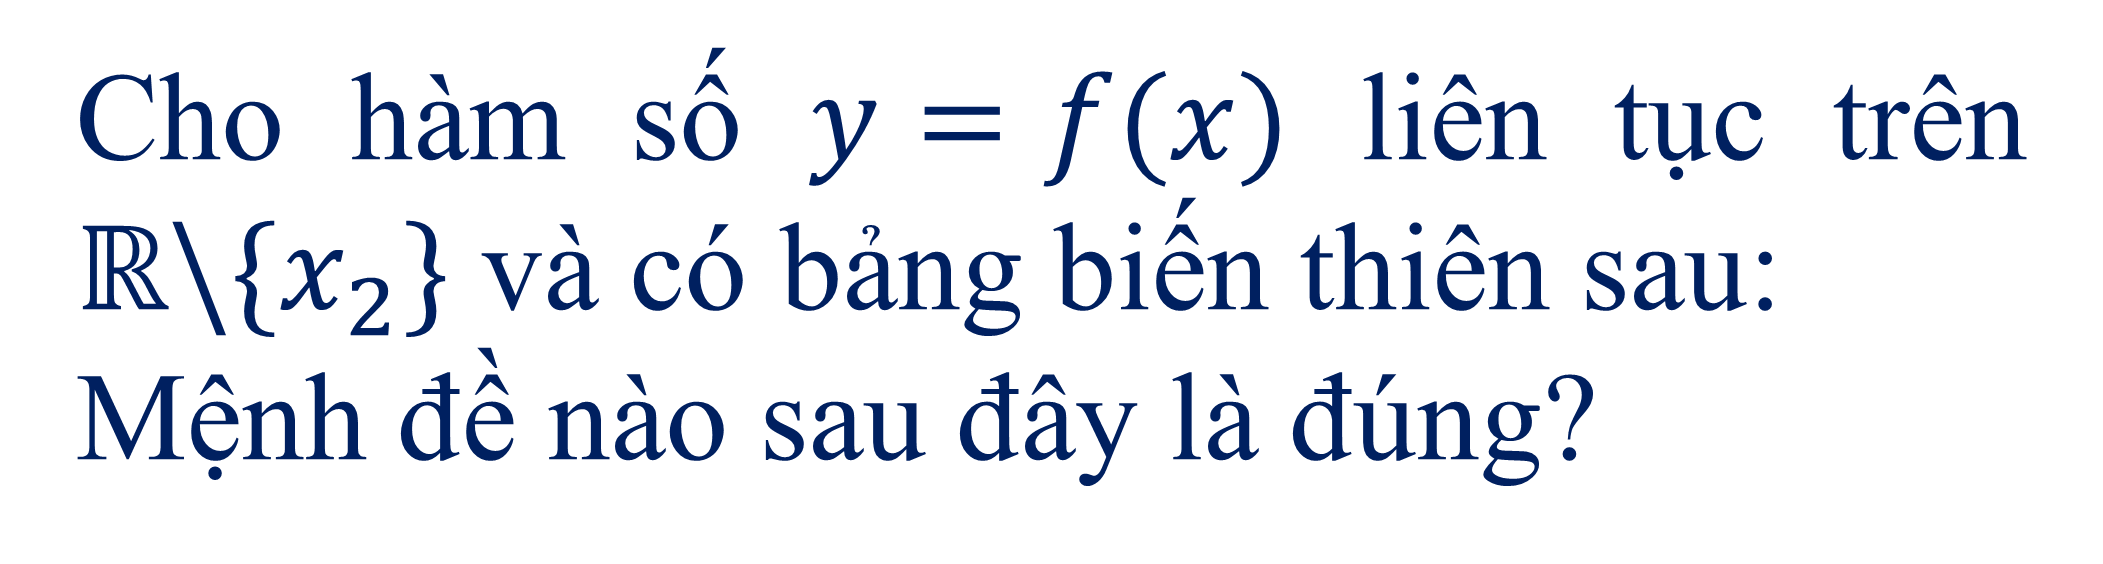 Cho hàm số y = f(x) liên tục trên
ℝ\{x₂} và có bảng biến thiên sau:
Mệnh đề nào sau đây là đúng?